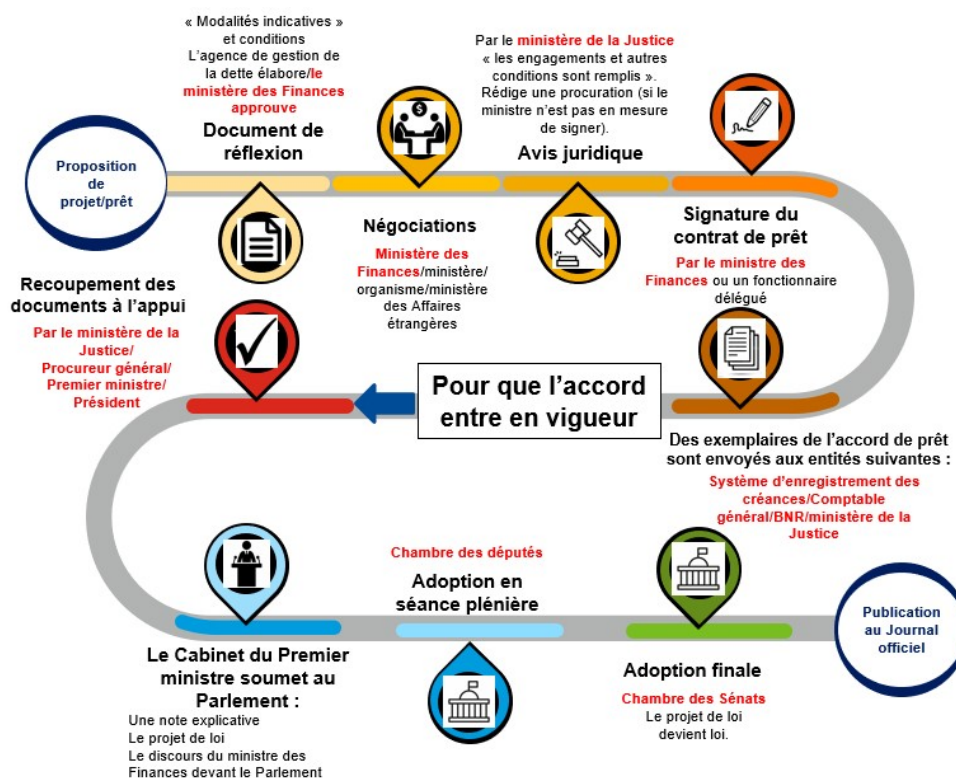 Proposition
de
projet/prêt
« Modalités indicatives »
et conditions
L'agence de gestion de
la dette élabore/le
ministère des Finances
approuve
Document de
réflexion
Négociations
Ministère des
Finances/ministère/
organisme/ministère
des Affaires
étrangères
Par le ministère de la Justice
« les engagements et autres
conditions sont remplis ».
Rédige une procuration (si le
ministre n'est pas en mesure
de signer).
Avis juridique
Signature du
contrat de prêt
Par le ministre des
Finances ou un fonctionnaire
délégué
Des exemplaires de l'accord de prêt
sont envoyés aux entités suivantes :
Système d'enregistrement des
créances/Comptable
général/BNR/ministère de la
Justice
Pour que l'accord
entre en vigueur
Recoupement des
documents à l'appui
Par le ministère de la
Justice/
Procureur général/
Premier ministre/
Président
Le Cabinet du Premier
ministre soumet au
Parlement :
Une note explicative
Le projet de loi
Le discours du ministre des
Finances devant le Parlement
Chambre des députés
Adoption en
séance plénière
Adoption finale
Chambre des Sénats
Le projet de loi
devient loi.
Publication
au Journal
officiel